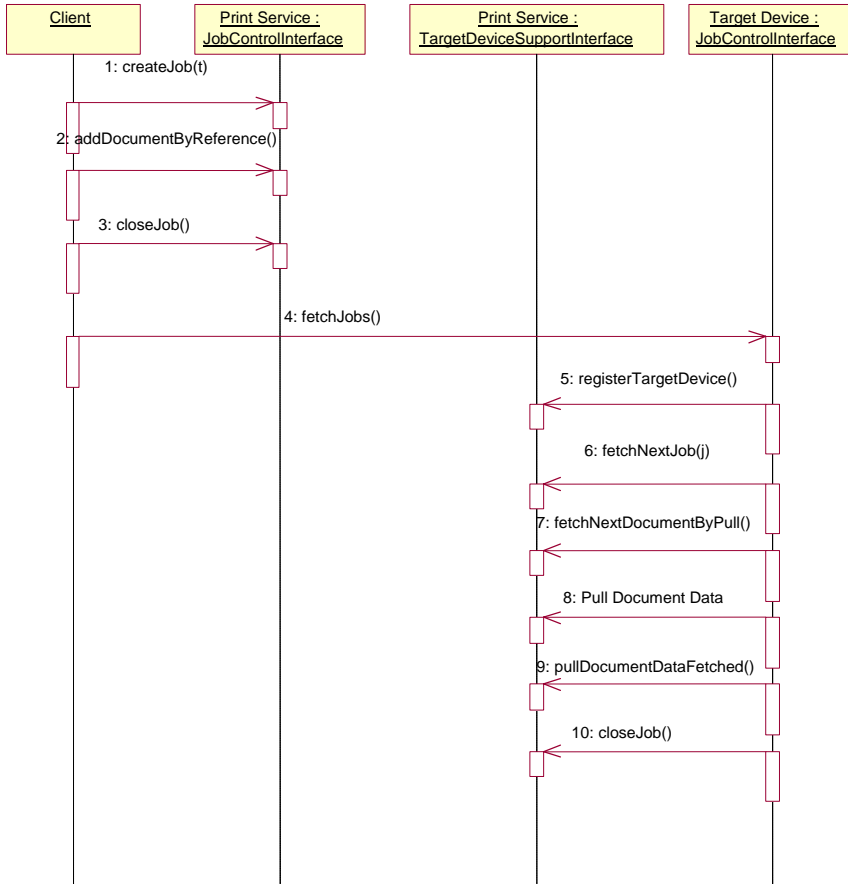 Client
Print Service :
JobControlInterface
Print Service :
TargetDeviceSupportInterface
Target Device :
JobControlInterface
1: createJob(t)
2: addDocumentByReference()
3: closeJob()
4: fetchJobs()
5: registerTargetDevice()
6: fetchNextJob(j)
7: fetchNextDocumentByPull()
8: Pull Document Data
9: pullDocumentDataFetched()
10: closeJob()